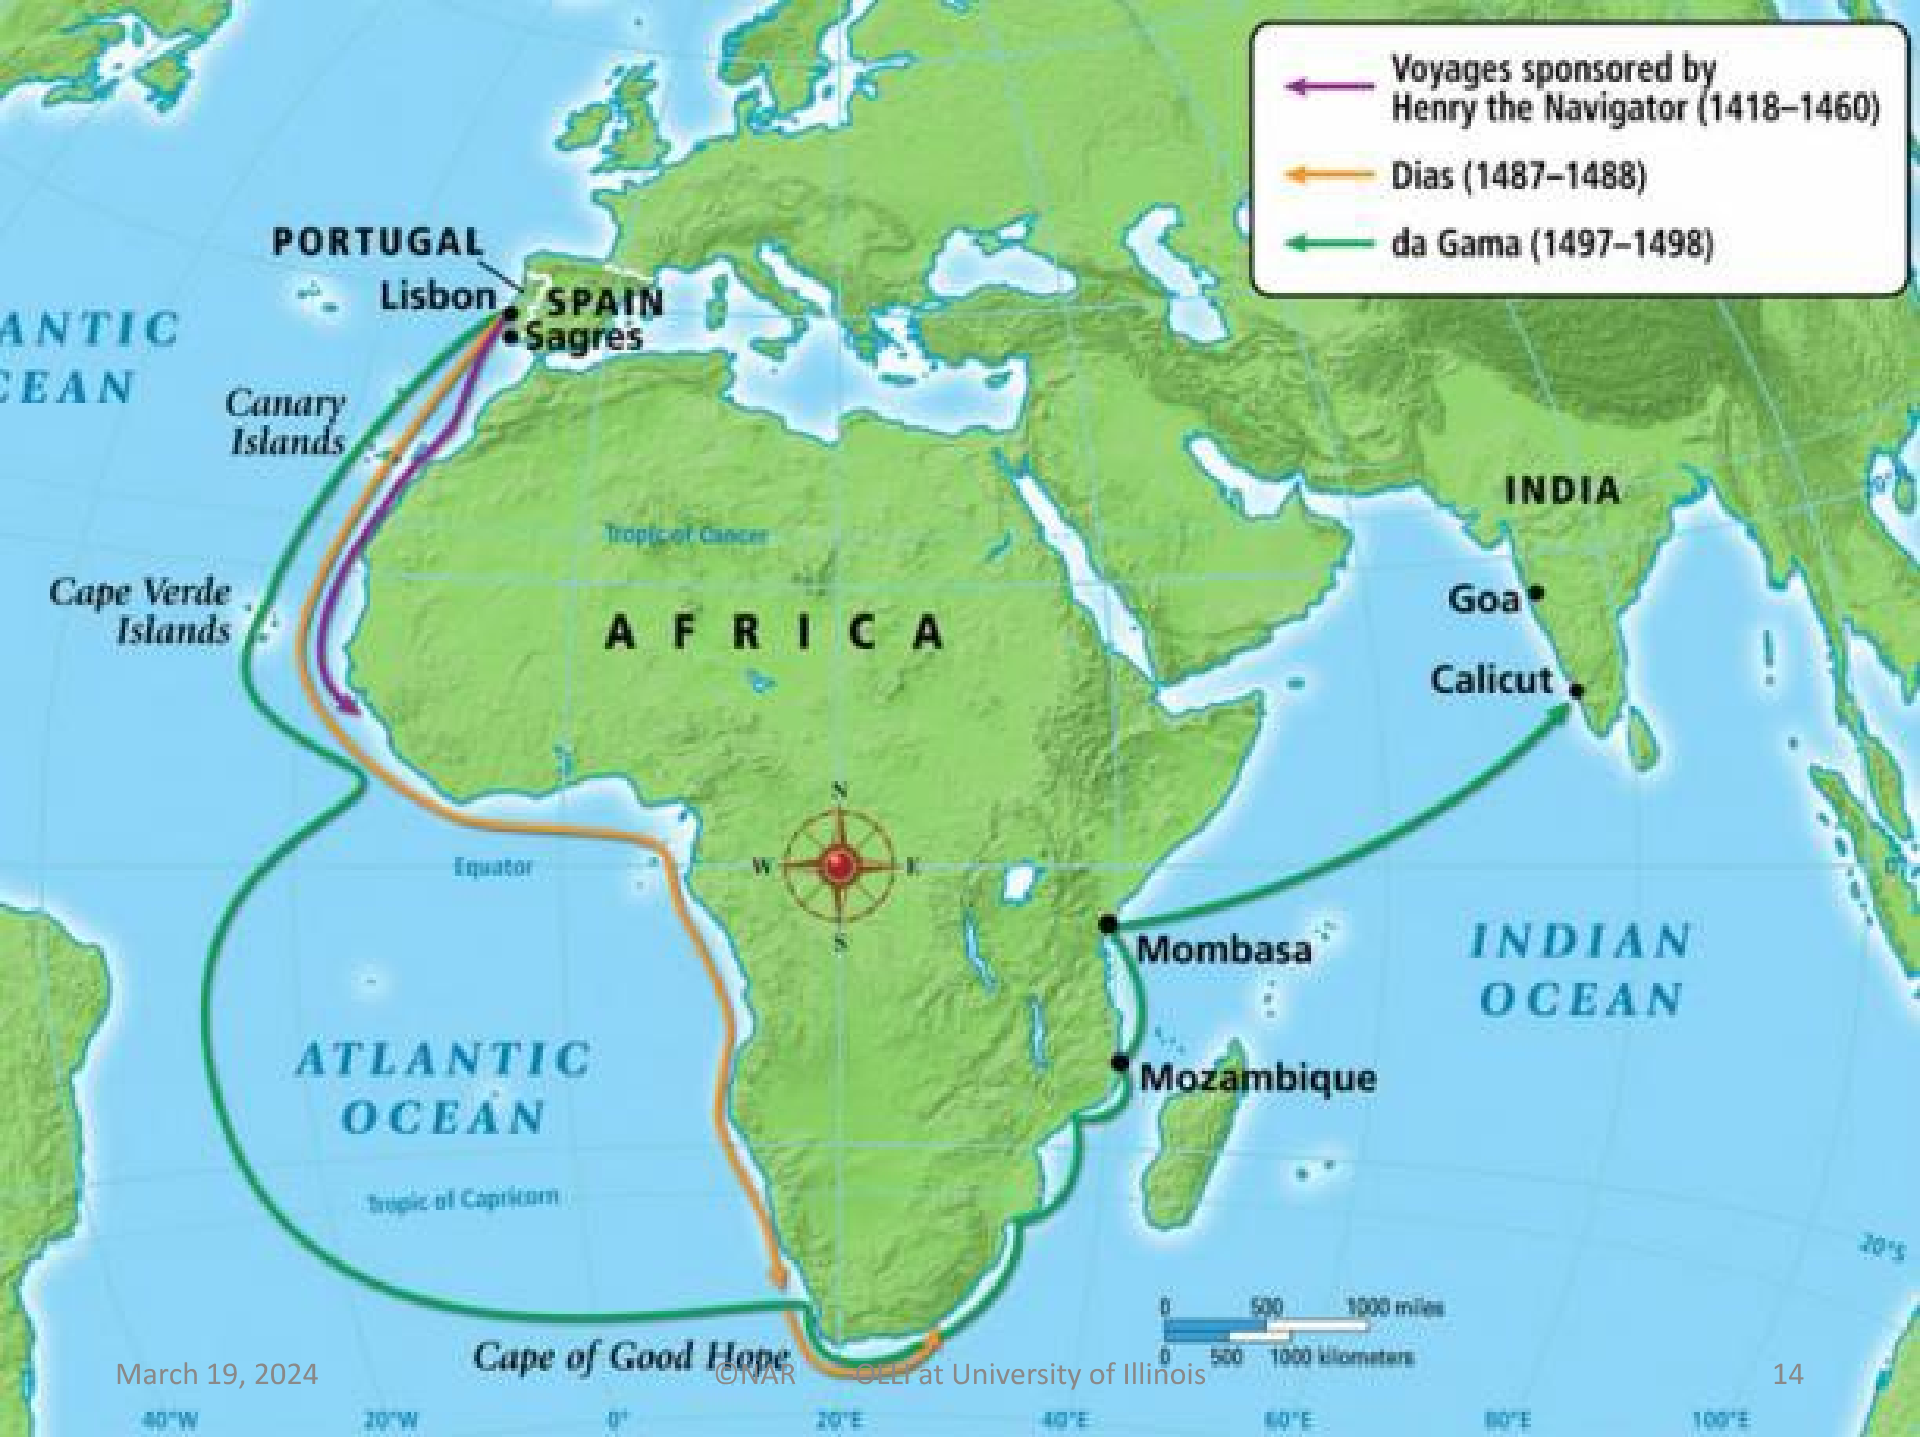 Voyages sponsored by
Henry the Navigator (1418–1460)
Dias (1487–1488)
da Gama (1497–1498)
PORTUGAL
Lisbon
SPAIN
Sagres
ANTIC
CEAN
Canary
Islands
INDIA
Tropic of Cancer
Cape Verde
Islands
Goa
AFRICA
Calicut
N
W
E
S
Equator
Mombasa
INDIAN
OCEAN
ATLANTIC
OCEAN
Mozambique
Tropic of Capricorn
20°S
0 500 1000 miles
0 500 1000 kilometers
Cape of Good Hope
March 19, 2024
©NAR OLLI at University of Illinois
14
40°W 20°W 0° 20°E 40°E 60°E 80°E 100°E